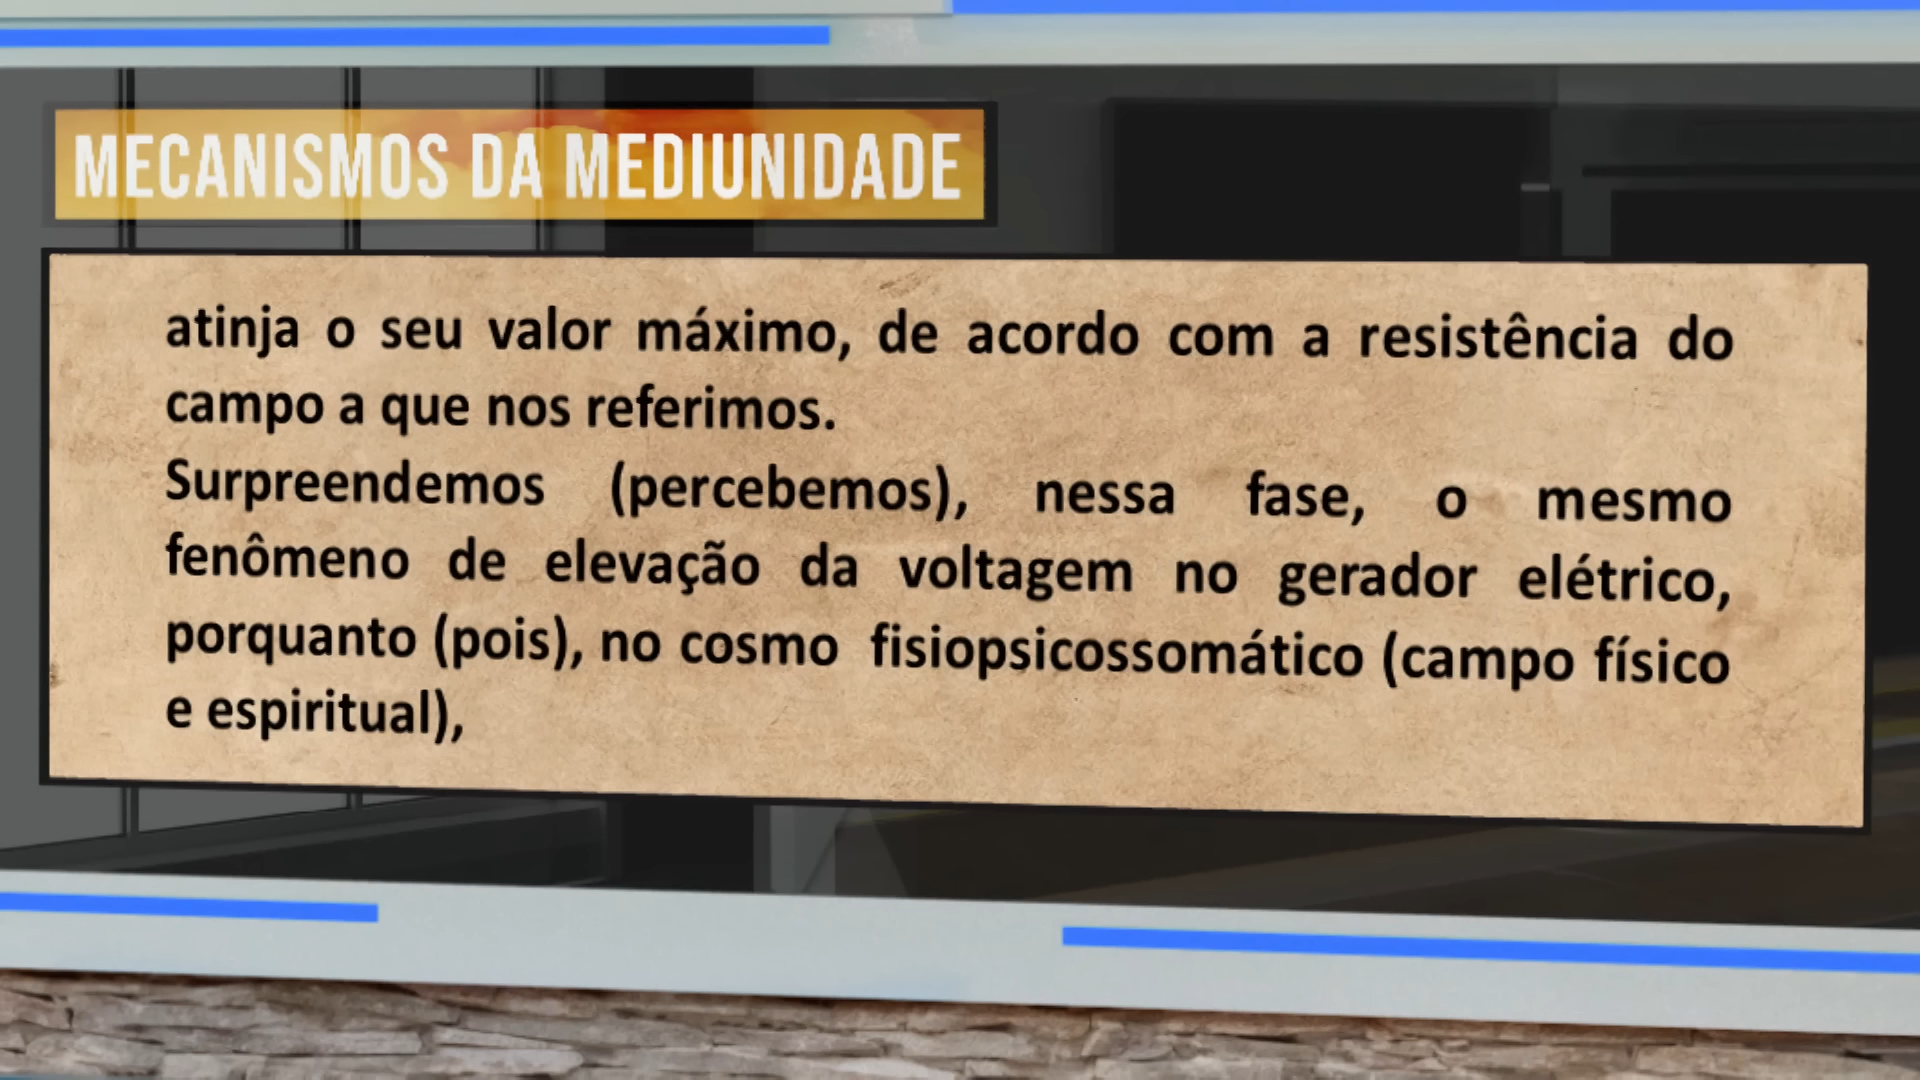 MECANISMOS DA MEDIUNIDADE
atinja o seu valor máximo, de acordo com a resistência do
campo a que nos referimos.
Surpreendemos (percebemos), nessa fase, o mesmo
fenômeno de elevação da voltagem no gerador elétrico,
porquanto (pois), no cosmo fisiopsicossomático (campo físico
e espiritual),